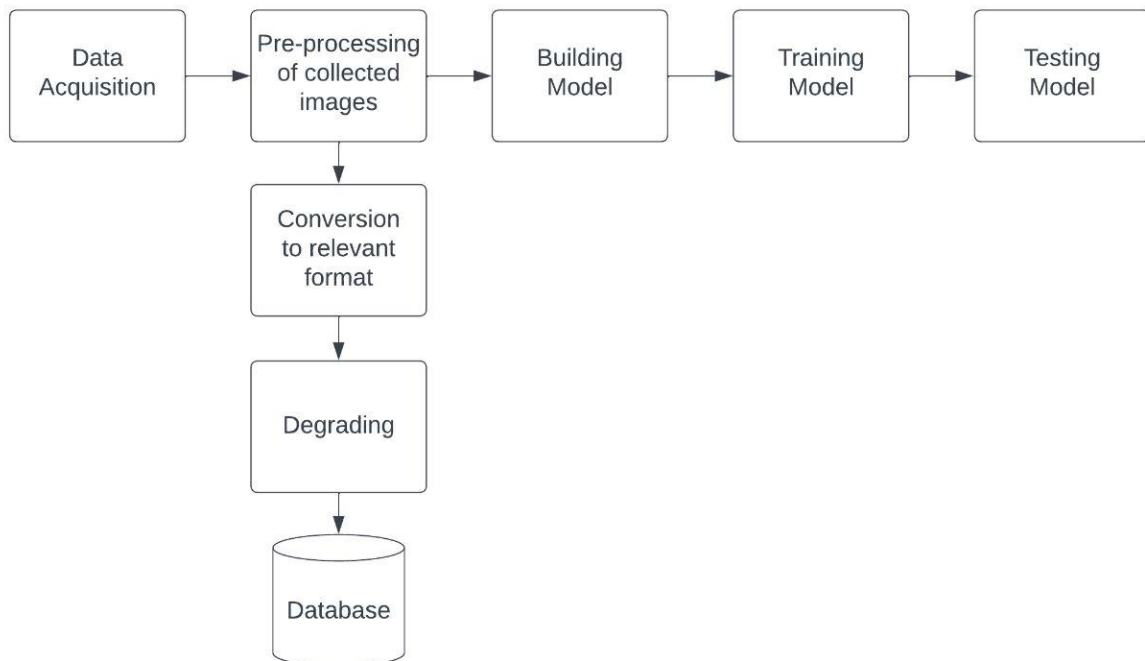 Data
Acquisition
Pre-processing
of collected
images
Building
Model
Training
Model
Testing
Model
Conversion
to relevant
format
Degrading
Database